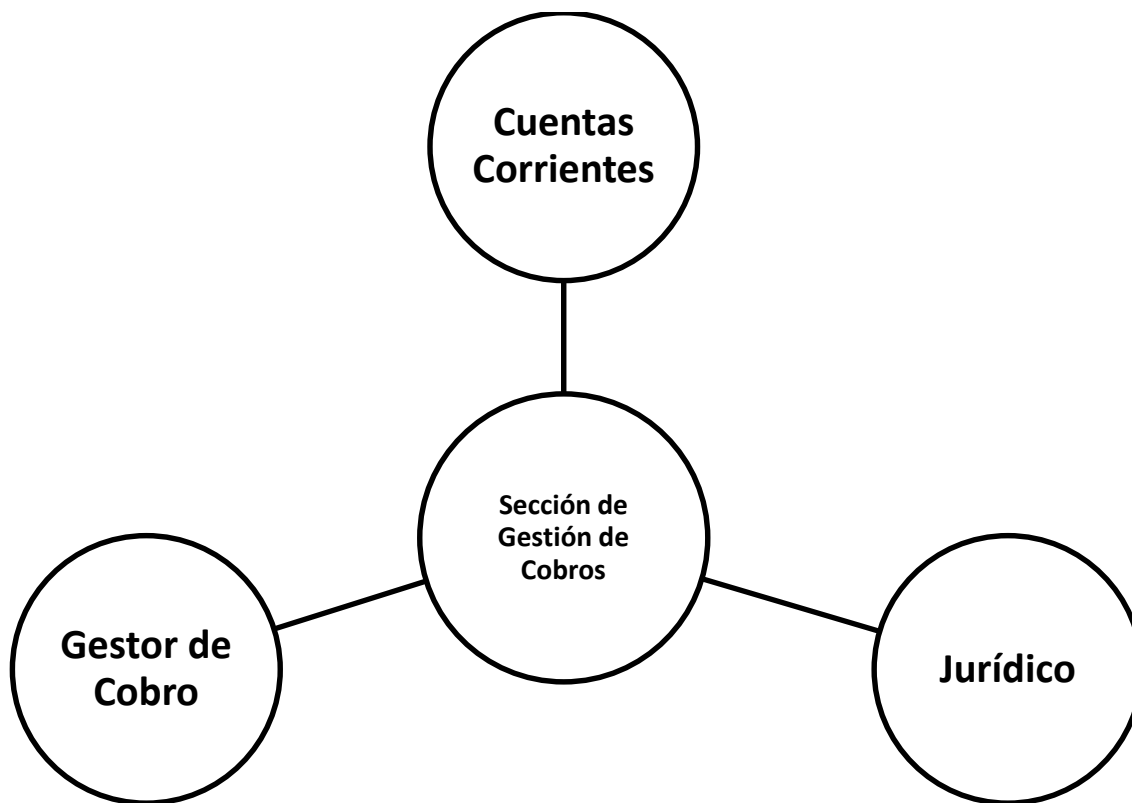 Cuentas
Corrientes
Sección de
Gestión de
Cobros
Gestor de
Cobro
Jurídico